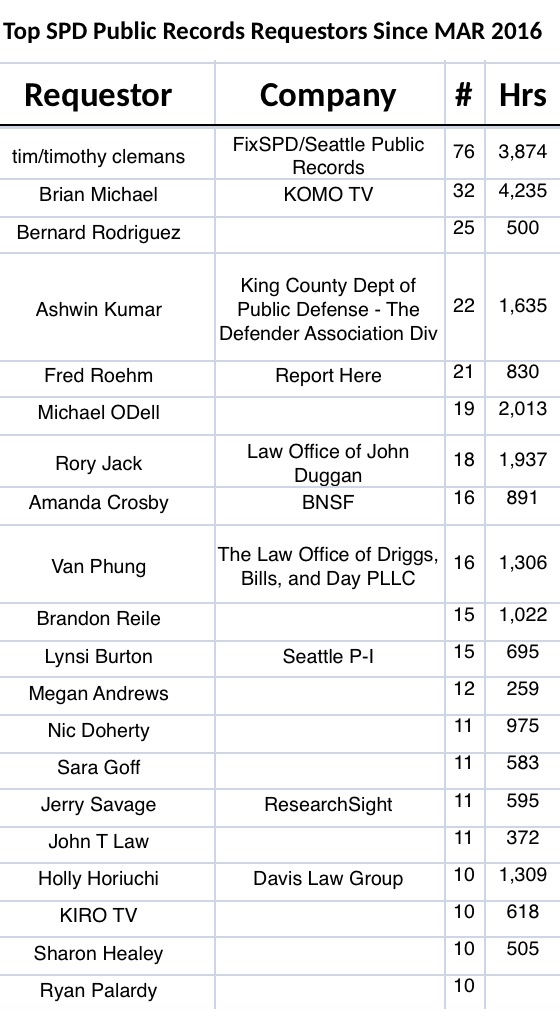 Top SPD Public Records Requestors Since MAR 2016
Requestor Company # Hrs
tim/timothy clemans FixSPD/Seattle Public Records 76 3,874
Brian Michael KOMO TV 32 4,235
Bernard Rodriguez 25 500
Ashwin Kumar King County Dept of Public Defense - The Defender Association Div 22 1,635
Fred Roehm Report Here 21 830
Michael ODell 19 2,013
Rory Jack Law Office of John Duggan 18 1,937
Amanda Crosby BNSF 16 891
Van Phung The Law Office of Driggs, Bills, and Day PLLC 16 1,306
Brandon Reile 15 1,022
Lynsi Burton Seattle P-I 15 695
Megan Andrews 12 259
Nic Doherty 11 975
Sara Goff 11 583
Jerry Savage ResearchSight 11 595
John T Law 11 372
Holly Horiuchi Davis Law Group 10 1,309
KIRO TV 10 618
Sharon Healey 10 505
Ryan Palardy 10